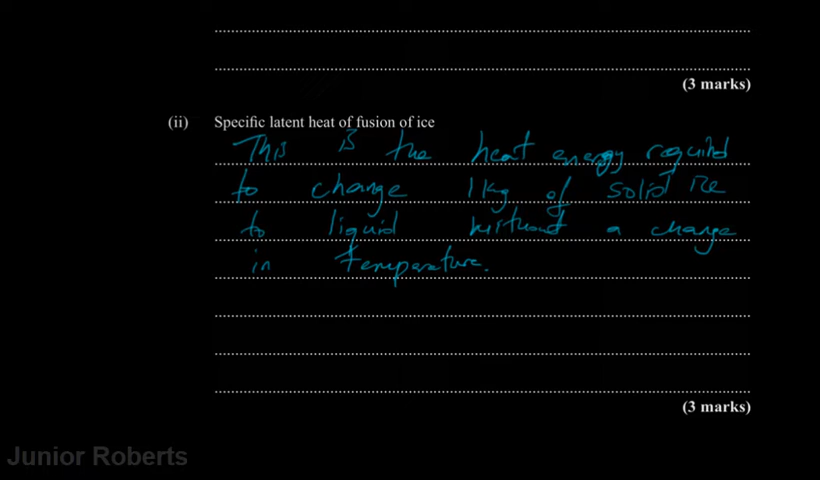 (3 marks)
(ii) Specific latent heat of fusion of ice
This is the heat energy required
to change 1kg of solid ice
to liquid without a change
in temperature.
(3 marks)
Junior Roberts